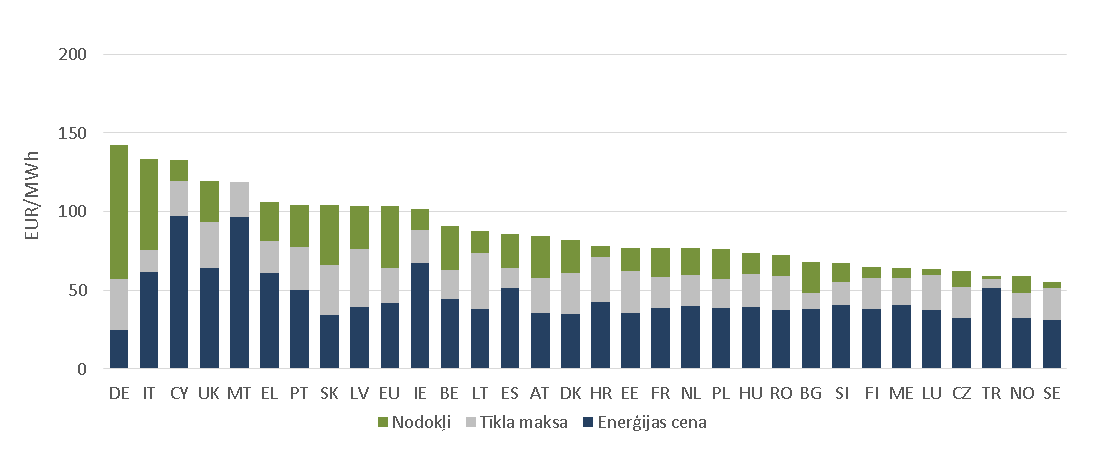 200
150
100
50
0
EUR/MWh
DE IT CY UK MT EL PT SK LV EU IE BE LT ES AT DK HR EE FR NL PL HU RO BG SI FI ME LU CZ TR NO SE
Nodokļi Tīkla maksa Enerģijas cena